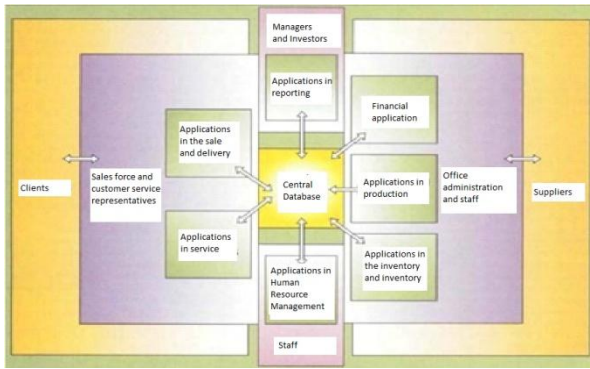 Managers
and Investors
Applications in
reporting
Financial
application
Applications
in the sale
and delivery
Clients
Sales force and
customer service
representatives
Central
Database
Applications in
production
Office
administration
and staff
Suppliers
Applications
in service
Applications in
Human
Resource
Management
Applications in
the inventory
and inventory
Staff